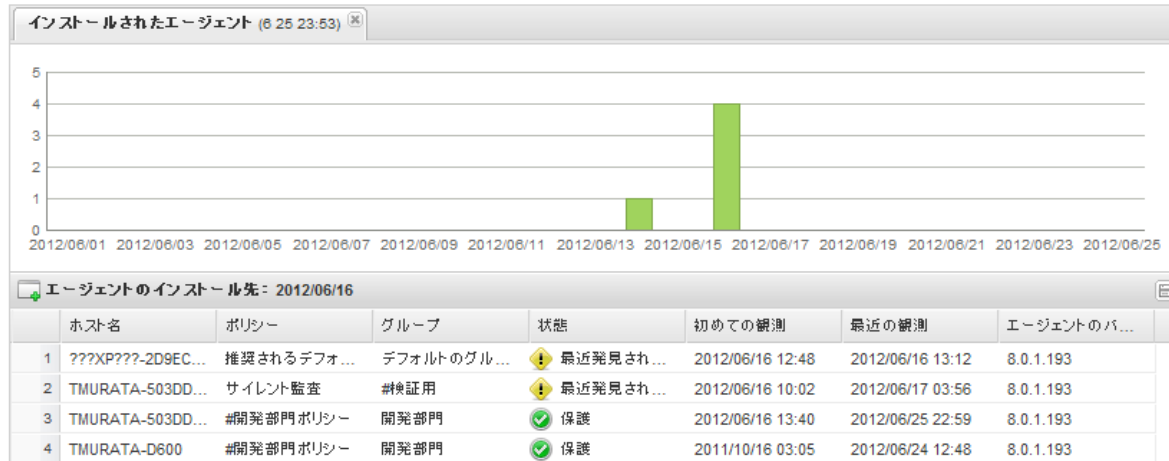 インストールされたエージェント (6 25 23:53)
5
4
3
2
1
0
2012/06/01 2012/06/03 2012/06/05 2012/06/07 2012/06/09 2012/06/11 2012/06/13 2012/06/15 2012/06/17 2012/06/19 2012/06/21 2012/06/23 2012/06/25
エージェントのインストール先: 2012/06/16
ホスト名 ポリシー グループ 状態 初めての観測 最近の観測 エージェントのバ...
1 ???XP???-2D9EC... 推奨されるデフォ... デフォルトのグル... 最近発見され... 2012/06/16 12:48 2012/06/16 13:12 8.0.1.193
2 TMURATA-503DD... サイレント監査 #検証用 最近発見され... 2012/06/16 10:02 2012/06/17 03:56 8.0.1.193
3 TMURATA-503DD... #開発部門ポリシー 開発部門 保護 2012/06/16 13:40 2012/06/25 22:59 8.0.1.193
4 TMURATA-D600 #開発部門ポリシー 開発部門 保護 2011/10/16 03:05 2012/06/24 12:48 8.0.1.193